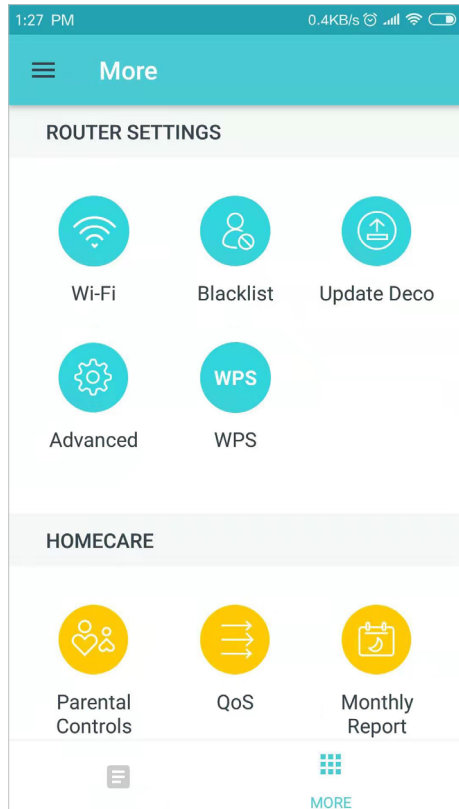 1:27 PM 0.4KB/s
More
ROUTER SETTINGS
Wi-Fi Blacklist Update Deco
WPS
Advanced WPS
HOMECARE
Parental Controls QoS Monthly Report
MORE